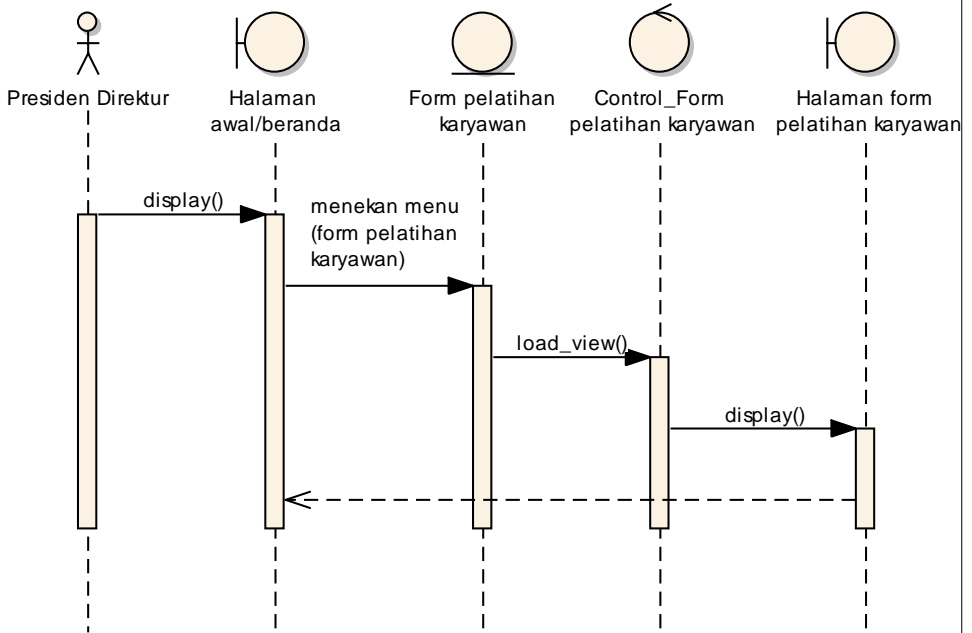 Presiden Direktur
Halaman
awal/beranda
Form pelatihan
karyawan
Control_Form
pelatihan karyawan
Halaman form
pelatihan karyawan
display()
menekan menu
(form pelatihan
karyawan)
load_view()
display()